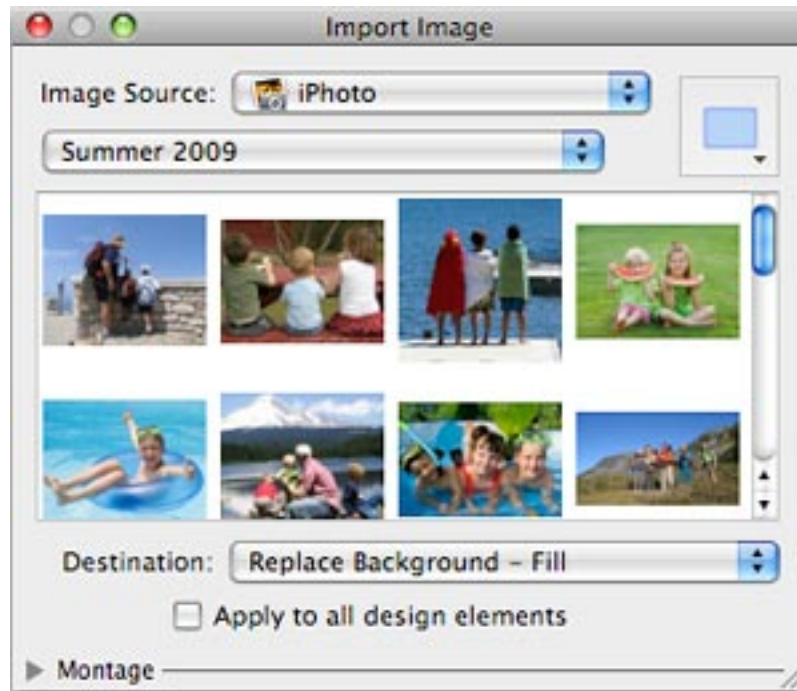 Import Image
Image Source: iPhoto
Summer 2009
Destination: Replace Background – Fill
Apply to all design elements
Montage